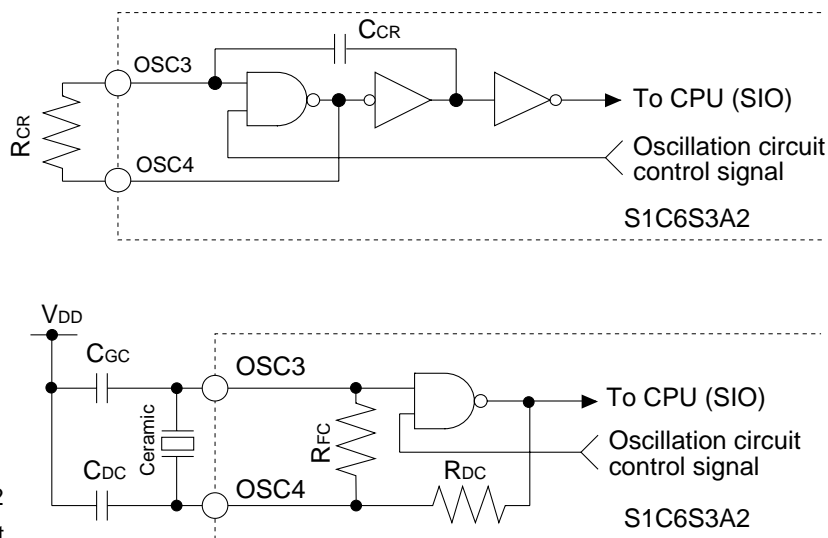 CCR
OSC3
To CPU (SIO)
RCR
OSC4
Oscillation circuit
control signal
S1C6S3A2
VDD
CGC
OSC3
To CPU (SIO)
Ceramic
RFC
Oscillation circuit
control signal
CDC
RDC
OSC4
2
S1C6S3A2
t